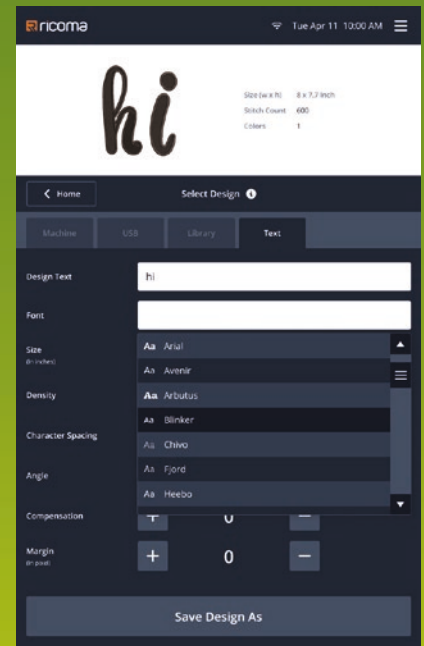 ricoma
Tue Apr 11 10:00 AM
hi
Size (w x h) 8 x 7.7 inch
Stitch Count 600
Colors 1
Home
Select Design
Machine USB Library Text
Design Text hi
Font
Size
(in inches)
Aa Arial
Aa Avenir
Density
Aa Arbutus
Aa Blinker
Character Spacing
Aa Chivo
Angle
Aa Fjord
Aa Heebo
Compensation + 0 −
Margin
+ 0 −
Save Design As